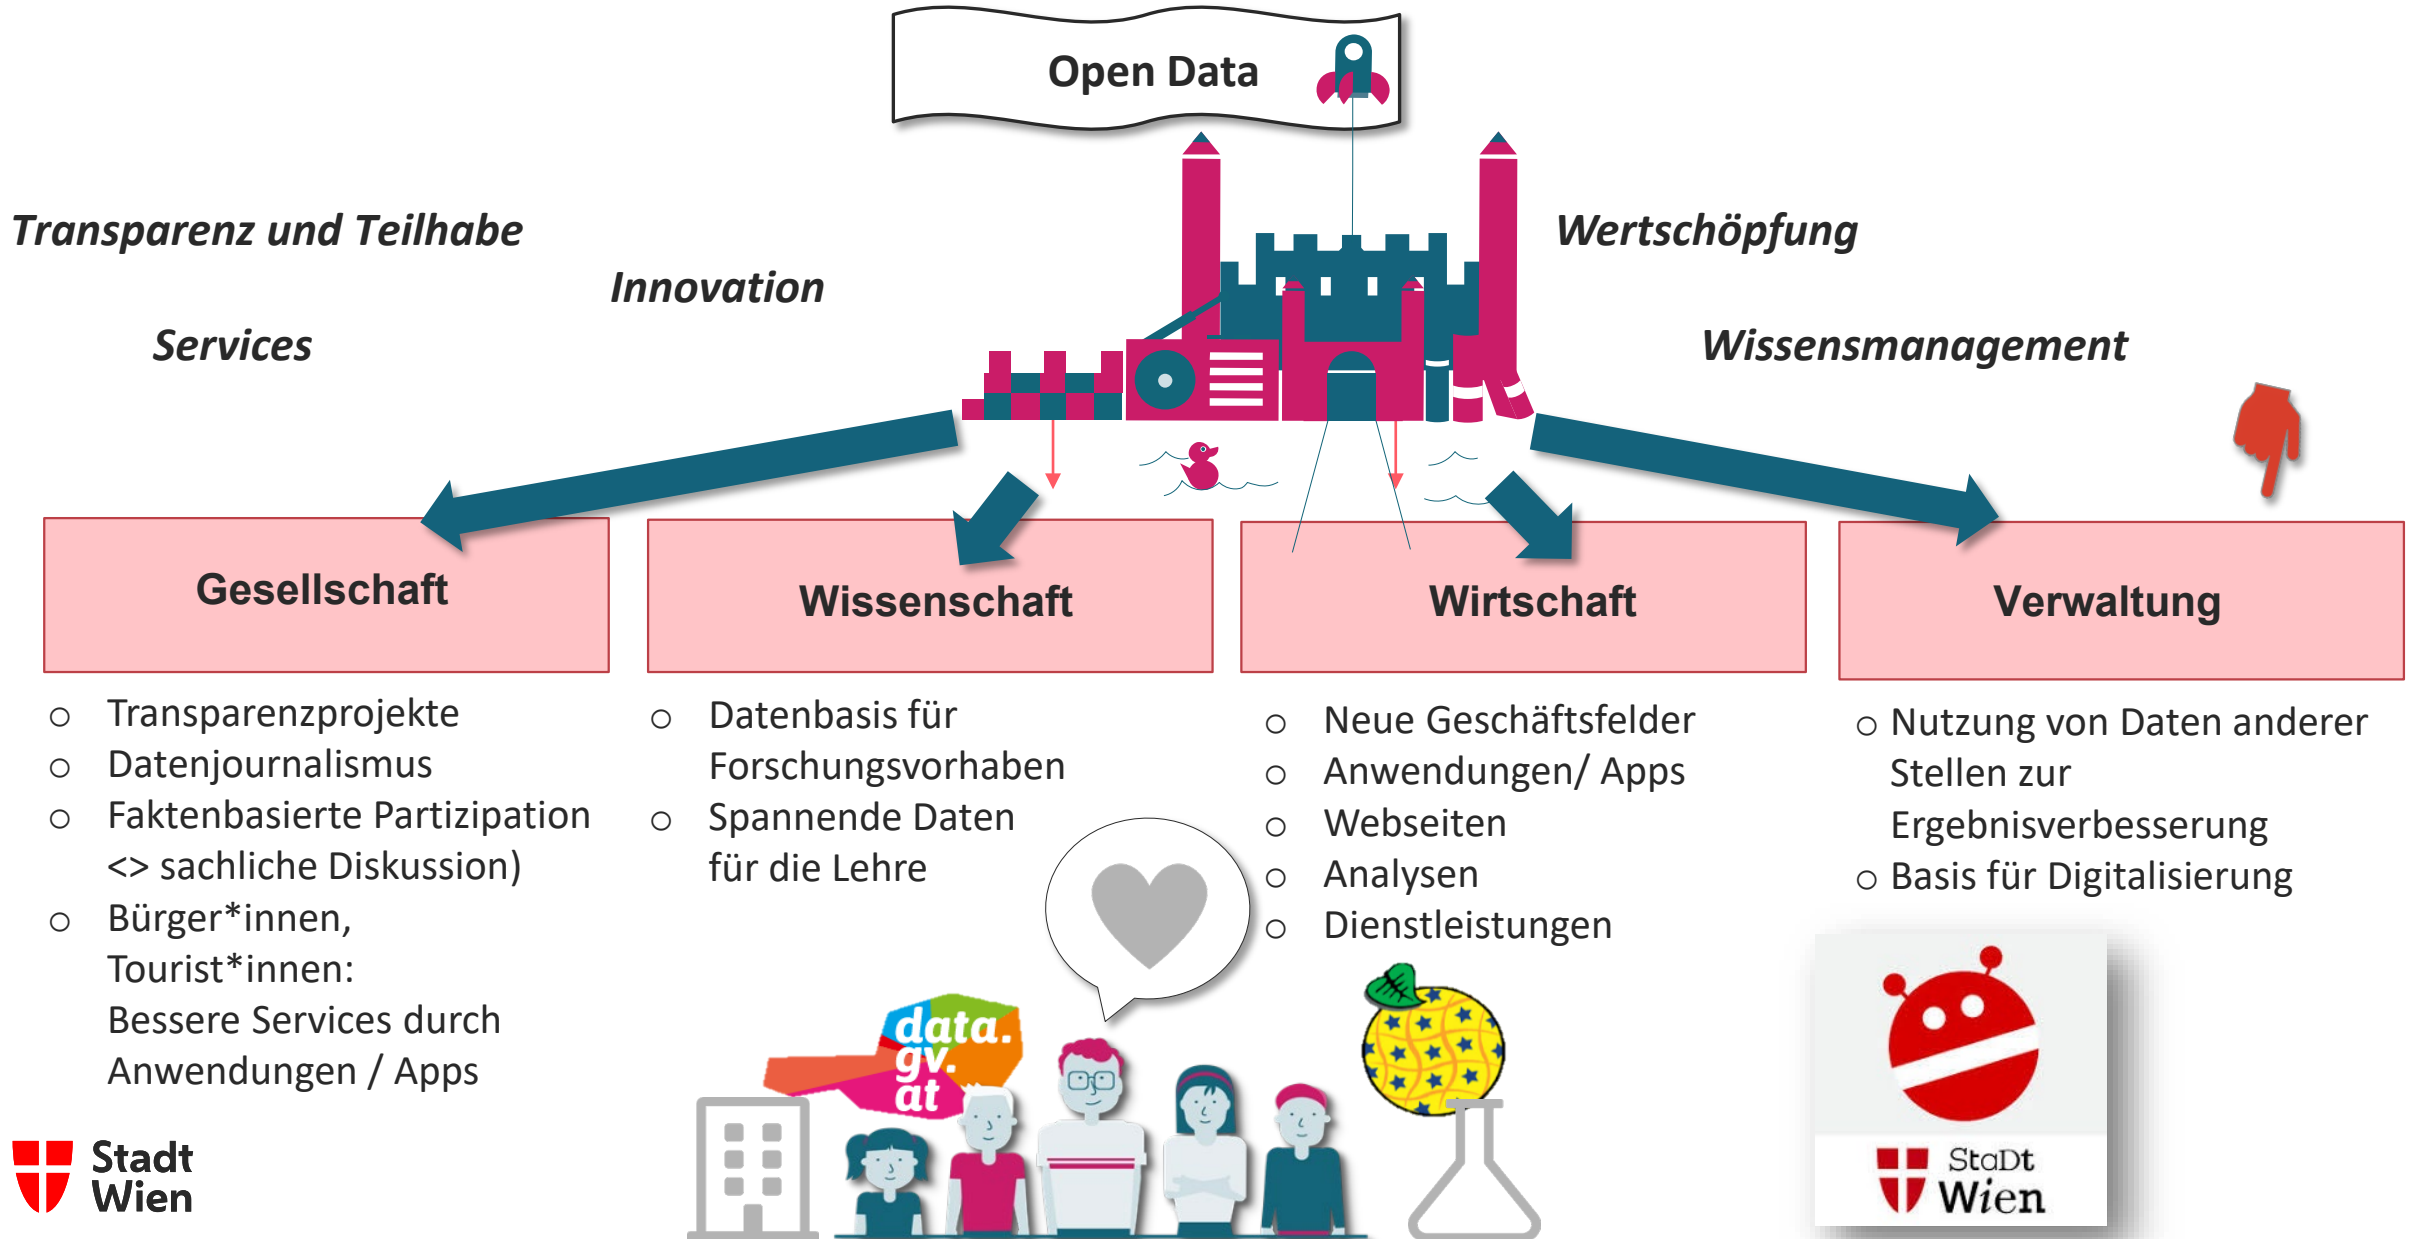 Open Data
Transparenz und Teilhabe
Innovation
Services
Wertschöpfung
Wissensmanagement
Gesellschaft
Transparenzprojekte
Datenjournalismus
Faktenbasierte Partizipation
<> sachliche Diskussion)
Bürger*innen,
Tourist*innen:
Bessere Services durch
Anwendungen / Apps
Wissenschaft
Datenbasis für
Forschungsvorhaben
Spannende Daten
für die Lehre
Wirtschaft
Neue Geschäftsfelder
Anwendungen/ Apps
Webseiten
Analysen
Dienstleistungen
Verwaltung
Nutzung von Daten anderer
Stellen zur
Ergebnisverbesserung
Basis für Digitalisierung
data.
gv.
at
Stadt
Wien
StaDt
Wien